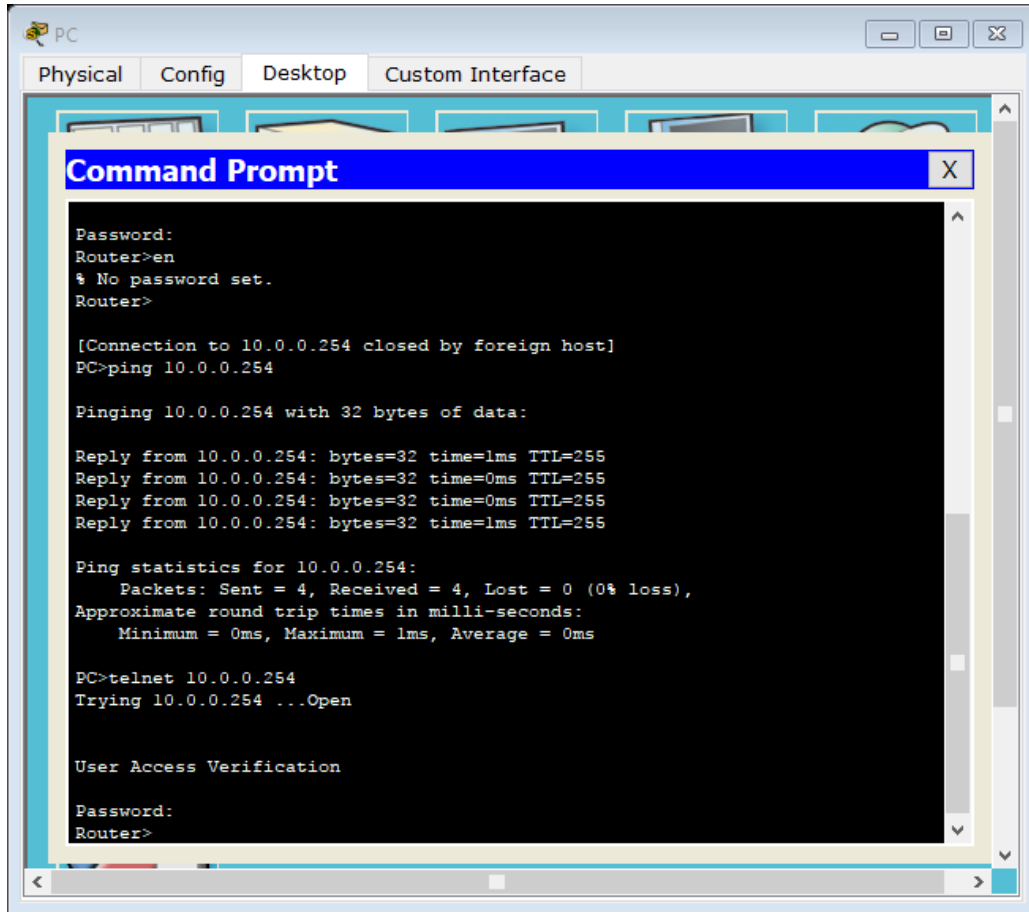 PC
Physical Config Desktop Custom Interface
Command Prompt
X
Password:
Router>en
% No password set.
Router>
[Connection to 10.0.0.254 closed by foreign host]
PC>ping 10.0.0.254
Pinging 10.0.0.254 with 32 bytes of data:
Reply from 10.0.0.254: bytes=32 time=1ms TTL=255
Reply from 10.0.0.254: bytes=32 time=0ms TTL=255
Reply from 10.0.0.254: bytes=32 time=0ms TTL=255
Reply from 10.0.0.254: bytes=32 time=1ms TTL=255
Ping statistics for 10.0.0.254:
Packets: Sent = 4, Received = 4, Lost = 0 (0% loss),
Approximate round trip times in milli-seconds:
Minimum = 0ms, Maximum = 1ms, Average = 0ms
PC>telnet 10.0.0.254
Trying 10.0.0.254 ...Open
User Access Verification
Password:
Router>